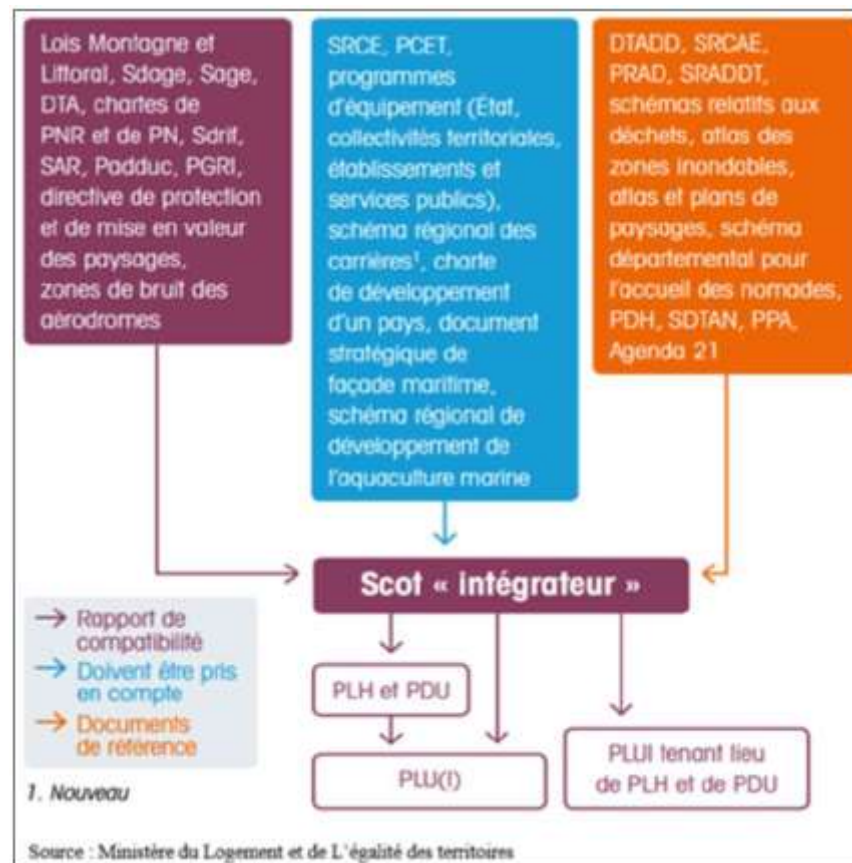 Lois Montagne et
Littoral, Sdage, Sage,
DTA, chartes de
PNR et de PN, Sdrif,
SAR, Padduc, PGRI,
directive de protection
et de mise en valeur
des paysages,
zones de bruit des
aérodromes
SRCE, PCET,
programmes
d'équipement (État,
collectivités territoriales,
établissements et
services publics),
schéma régional des
carrières¹, charte
de développement
d'un pays, document
stratégique de
façade maritime,
schéma régional de
développement de
l'aquaculture marine
DTADD, SRCAE,
PRAD, SRADDT,
schémas relatifs aux
déchets, atlas des
zones inondables,
atlas et plans de
paysages, schéma
départemental pour
l'accueil des nomades,
PDH, SDTAN, PPA,
Agenda 21
Scot « intégrateur »
Rapport de
compatibilité
Doivent être pris
en compte
Documents
de référence
PLH et PDU
PLU(I)
PLUI tenant lieu
de PLH et de PDU
1. Nouveau
Source : Ministère du Logement et de L'égalité des territoires